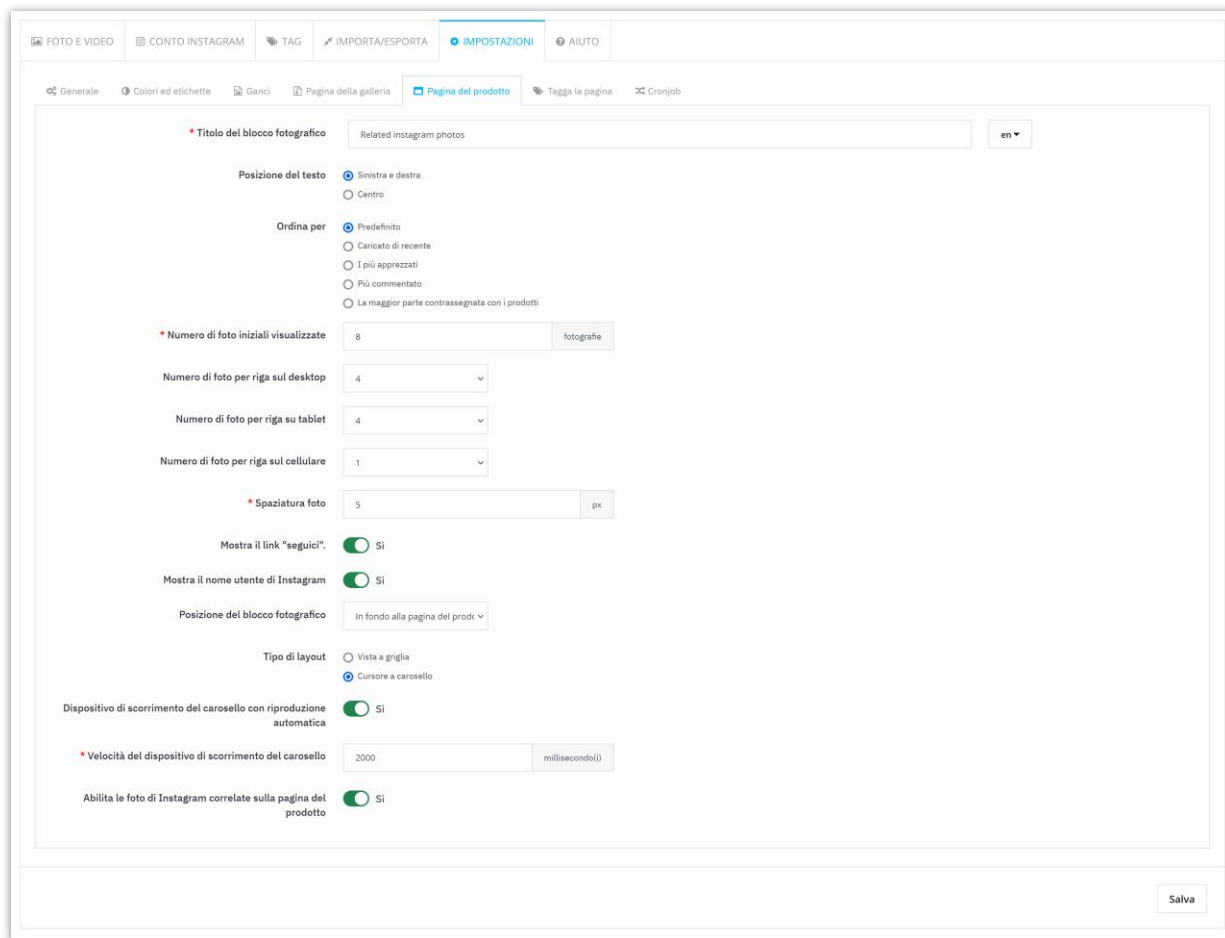 FOTO E VIDEO CONTO INSTAGRAM TAG IMPORTA/ESPORTA IMPOSTAZIONI AIUTO
Generale Colori ed etichette Ganci Pagina della galleria Pagina del prodotto Tagga la pagina Cronjob
* Titolo del blocco fotografico Related instagram photos en
Posizione del testo Sinistra e destra
Centro
Ordina per Predefinito
Caricato di recente
I più apprezzati
Più commentato
La maggior parte contrassegnata con i prodotti
* Numero di foto iniziali visualizzate 8 fotografie
Numero di foto per riga sul desktop 4
Numero di foto per riga su tablet 4
Numero di foto per riga sul cellulare 1
* Spaziatura foto 5 px
Mostra il link "seguici". Sì
Mostra il nome utente di Instagram Sì
Posizione del blocco fotografico In fondo alla pagina del prod
Tipo di layout Vista a griglia
Cursore a carosello
Dispositivo di scorrimento del carosello con riproduzione Sì
automatica
* Velocità del dispositivo di scorrimento del carosello 2000 millisecondo(i)
Abilita le foto di Instagram correlate sulla pagina del Sì
prodotto
Salva